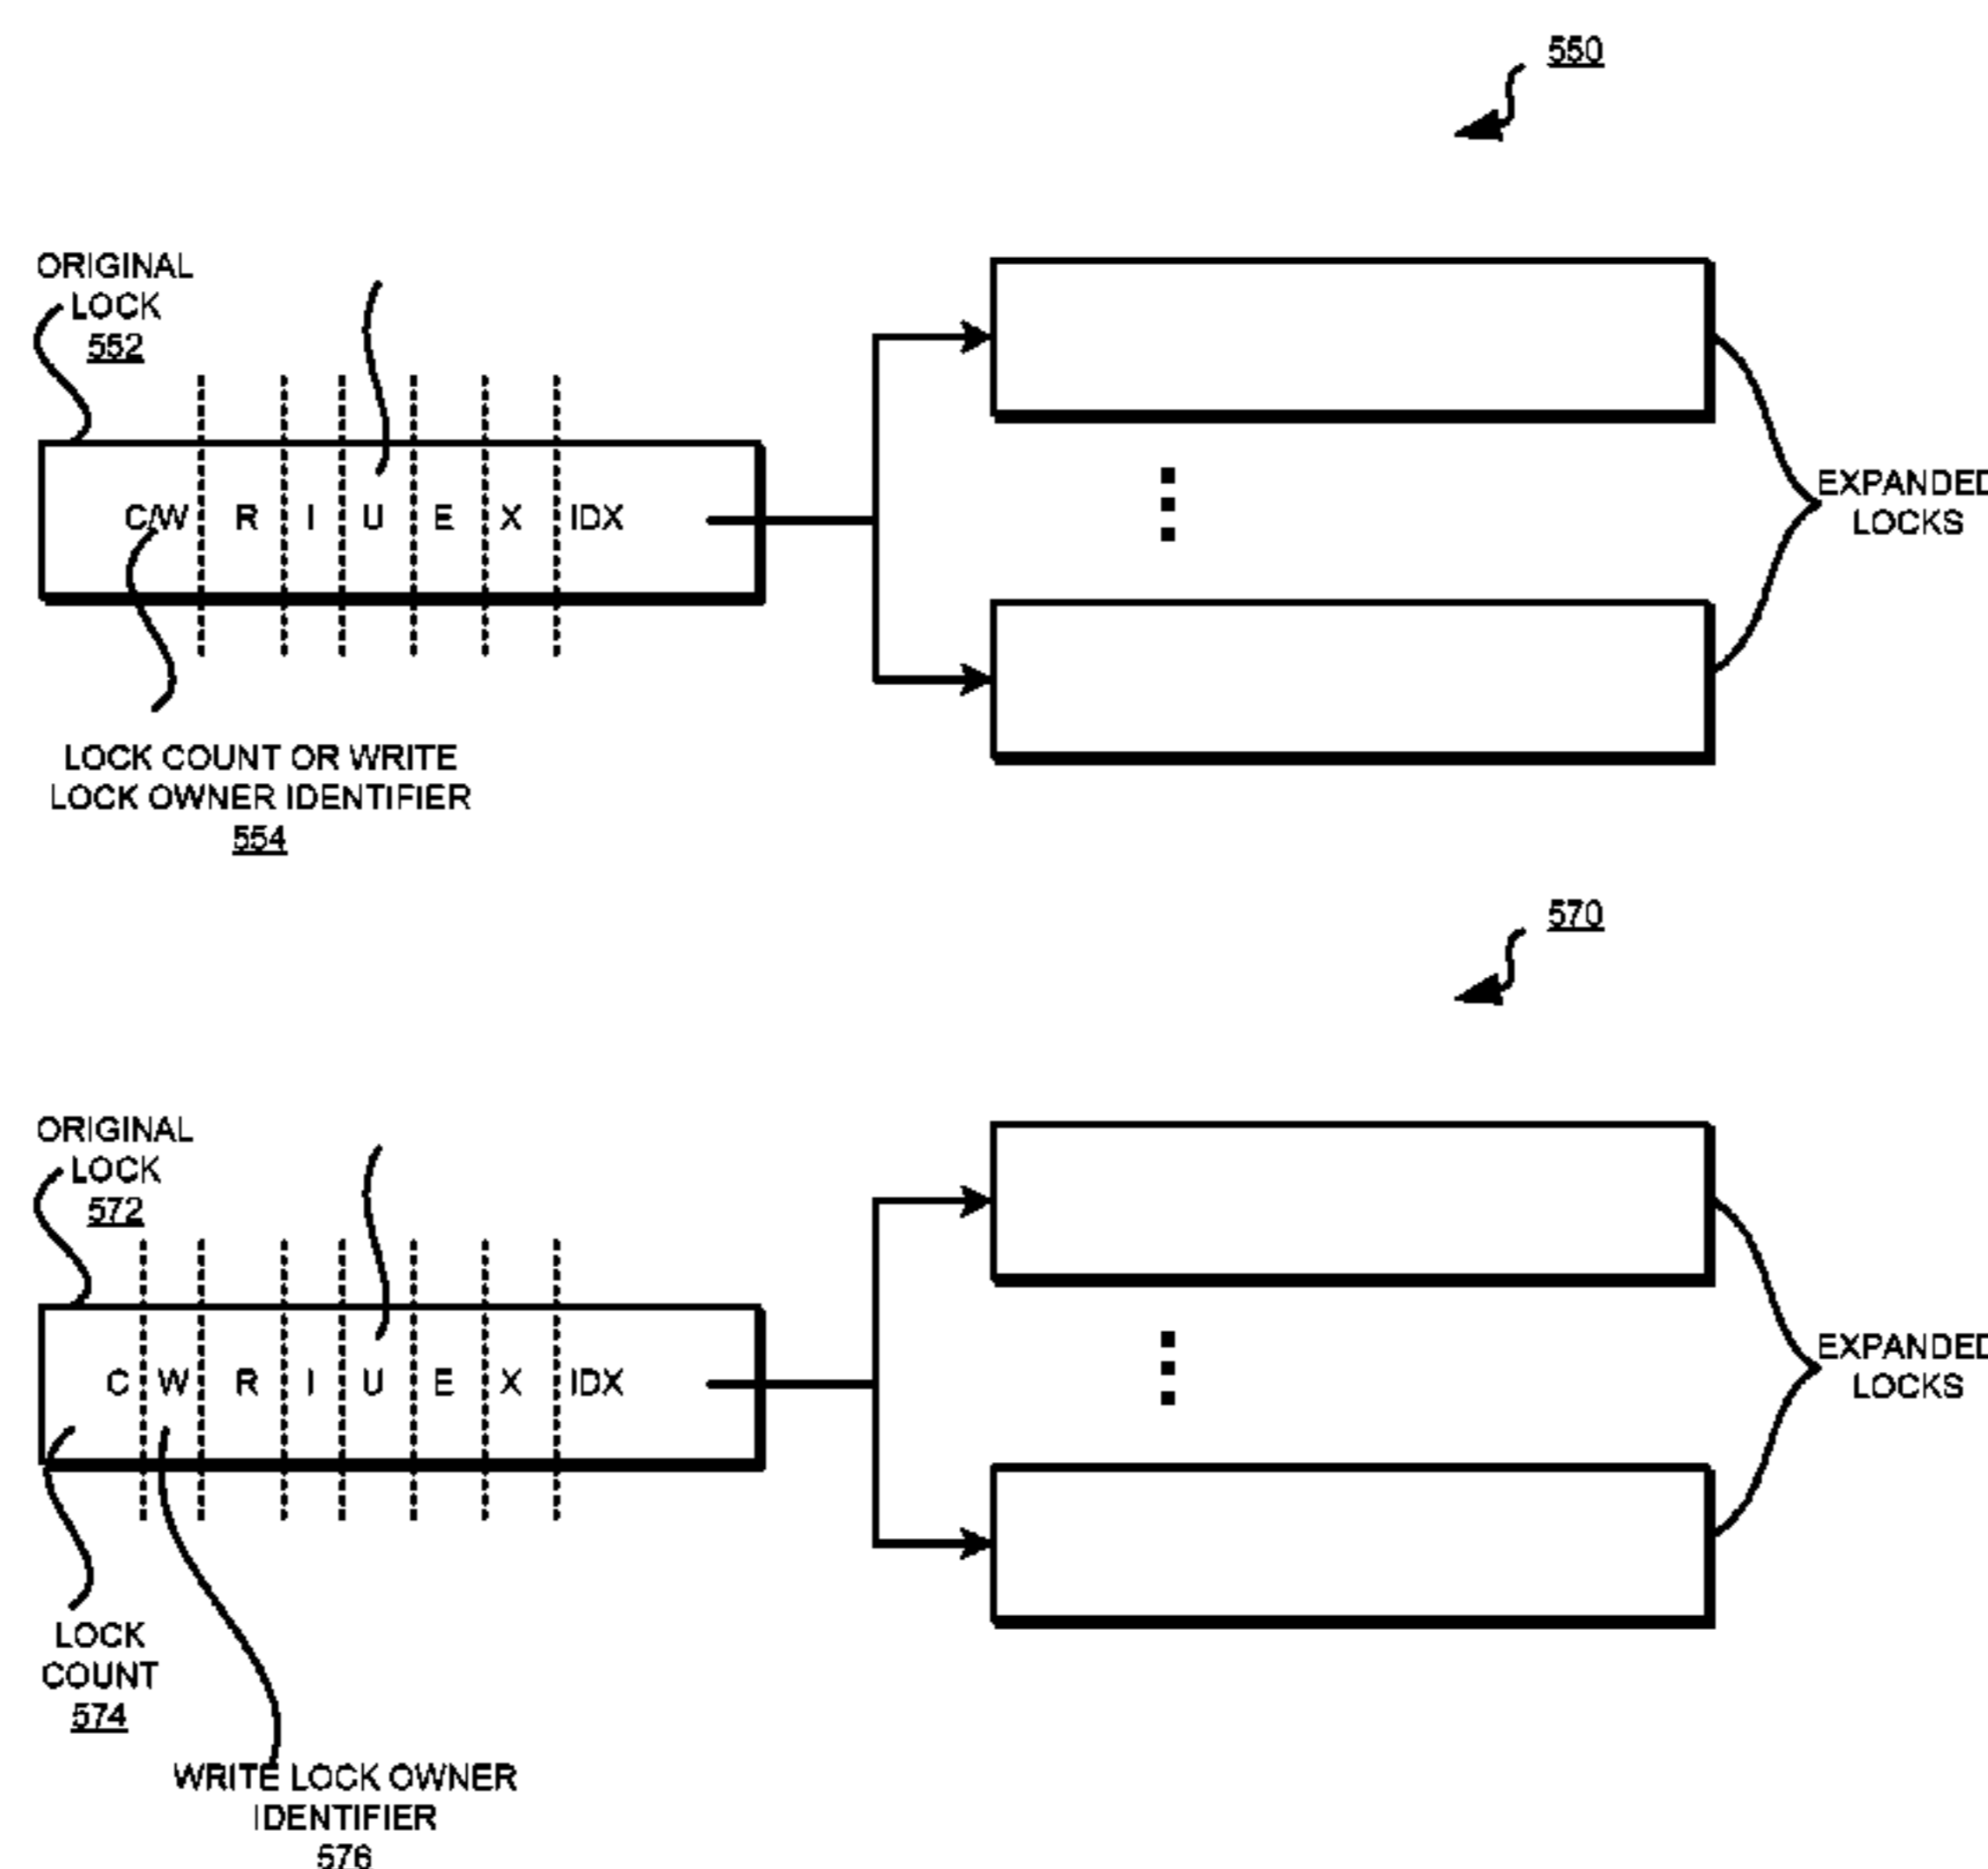 550
ORIGINAL
LOCK
552
C/W R I U E X IDX
EXPANDED
LOCKS
LOCK COUNT OR WRITE
LOCK OWNER IDENTIFIER
554
570
ORIGINAL
LOCK
572
C W R I U E X IDX
EXPANDED
LOCKS
LOCK
COUNT
574
WRITE LOCK OWNER
IDENTIFIER
576